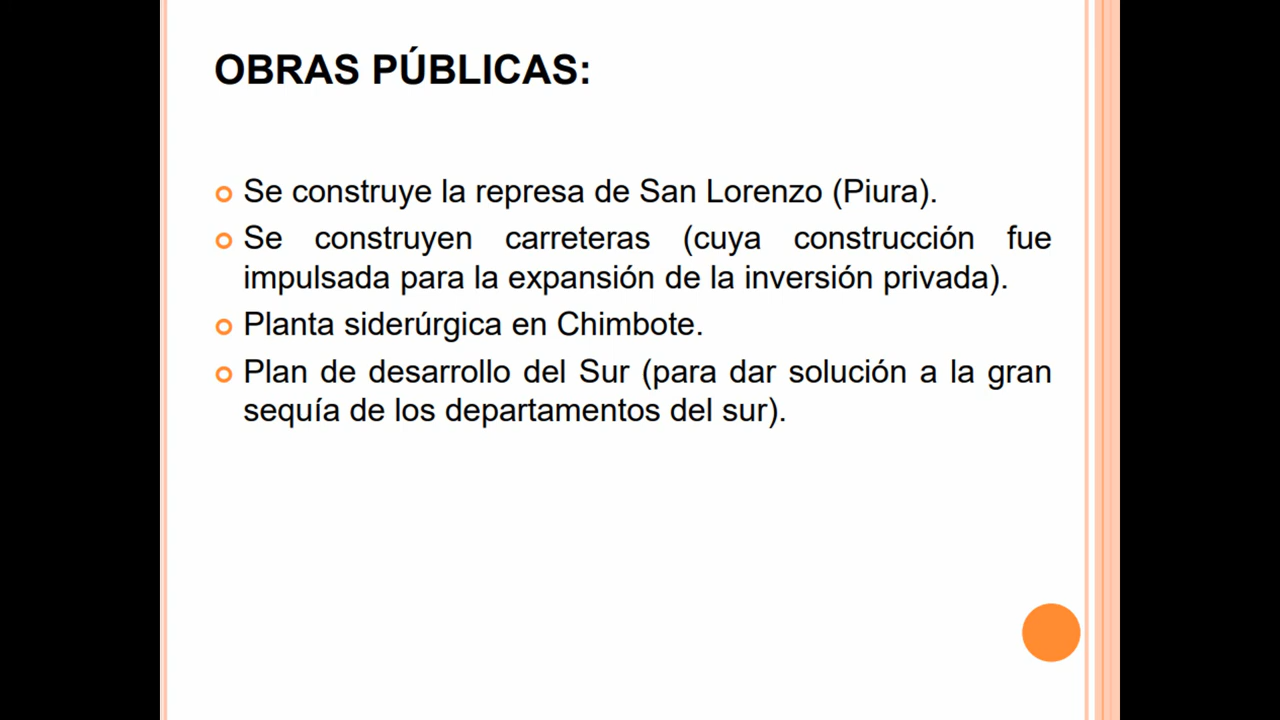 OBRAS PÚBLICAS:
Se construye la represa de San Lorenzo (Piura).
Se construyen carreteras (cuya construcción fue
impulsada para la expansión de la inversión privada).
Planta siderúrgica en Chimbote.
Plan de desarrollo del Sur (para dar solución a la gran
sequía de los departamentos del sur).